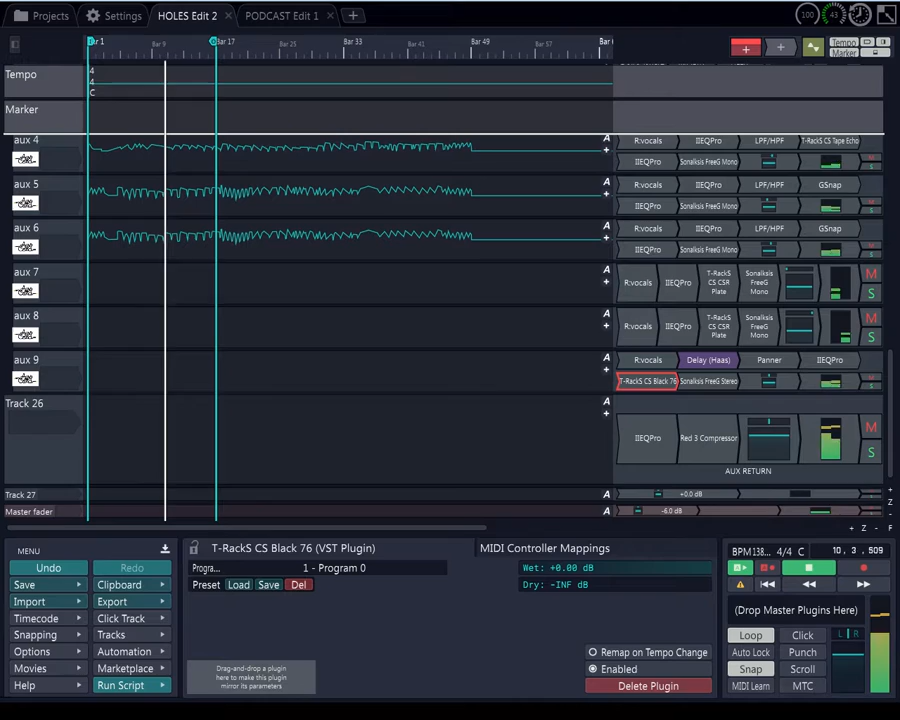 Projects
Settings
HOLES Edit 2
PODCAST Edit 1
100
43
Bar 9
Bar 17
Bar 25
Bar 33
Bar 41
Bar 49
Bar 57
Tempo
Marker
Tempo
4
4
C
Marker
aux 4
A
R:vocals
IIEQPro
LPF/HPF
T-RackS CS Tape Echo
IIEQPro
Sonalksis FreeG Mono
M
S
aux 5
A
R:vocals
IIEQPro
LPF/HPF
GSnap
IIEQPro
Sonalksis FreeG Mono
M
S
aux 6
A
R:vocals
IIEQPro
LPF/HPF
GSnap
IIEQPro
Sonalksis FreeG Mono
M
S
aux 7
A
R:vocals
IIEQPro
T-RackS CS CSR Plate
Sonalksis FreeG Mono
M
S
aux 8
A
R:vocals
IIEQPro
T-RackS CS CSR Plate
Sonalksis FreeG Mono
M
S
aux 9
A
R:vocals
Delay (Haas)
Panner
IIEQPro
T-RackS CS Black 76
Sonalksis FreeG Stereo
M
S
Track 26
A
IIEQPro
Red 3 Compressor
M
S
AUX RETURN
Track 27
A
+0.0 dB
Master fader
A
-6.0 dB
+ Z - F
MENU
Undo
Redo
Save
Clipboard
Import
Export
Timecode
Click Track
Snapping
Tracks
Options
Automation
Movies
Marketplace
Help
Run Script
T-RackS CS Black 76 (VST Plugin)
Progra...
1 - Program 0
Preset
Load
Save
Del
Drag-and-drop a plugin
here to make this plugin
mirror its parameters
MIDI Controller Mappings
Wet: +0.00 dB
Dry: -INF dB
Remap on Tempo Change
Enabled
Delete Plugin
BPM 138...
4/4
C
10, 3, 509
(Drop Master Plugins Here)
Loop
Click
Auto Lock
Punch
Snap
Scroll
MIDI Learn
MTC
L
R